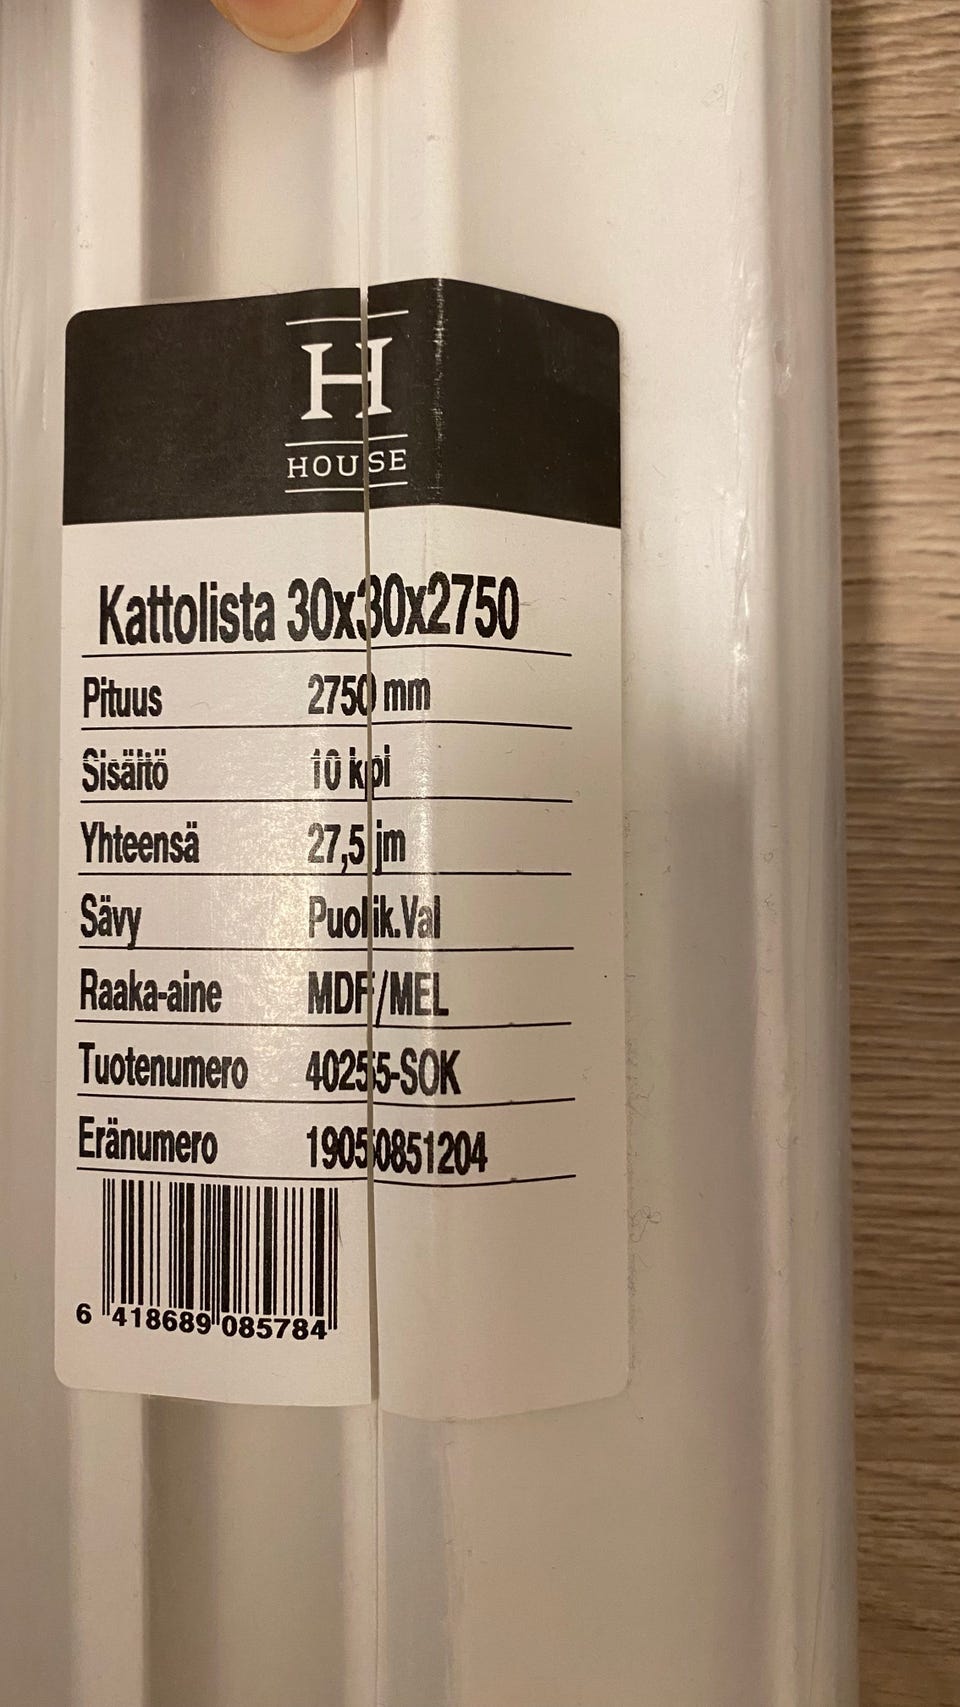 H
HOUSE
Kattolista 30x30x2750
Pituus 2750 mm
Sisältö 10 kpl
Yhteensä 27,5 jm
Sävy Puolik.Val
Raaka-aine MDF/MEL
Tuotenumero 40255-SOK
Eränumero 19050851204
6 418689 085784